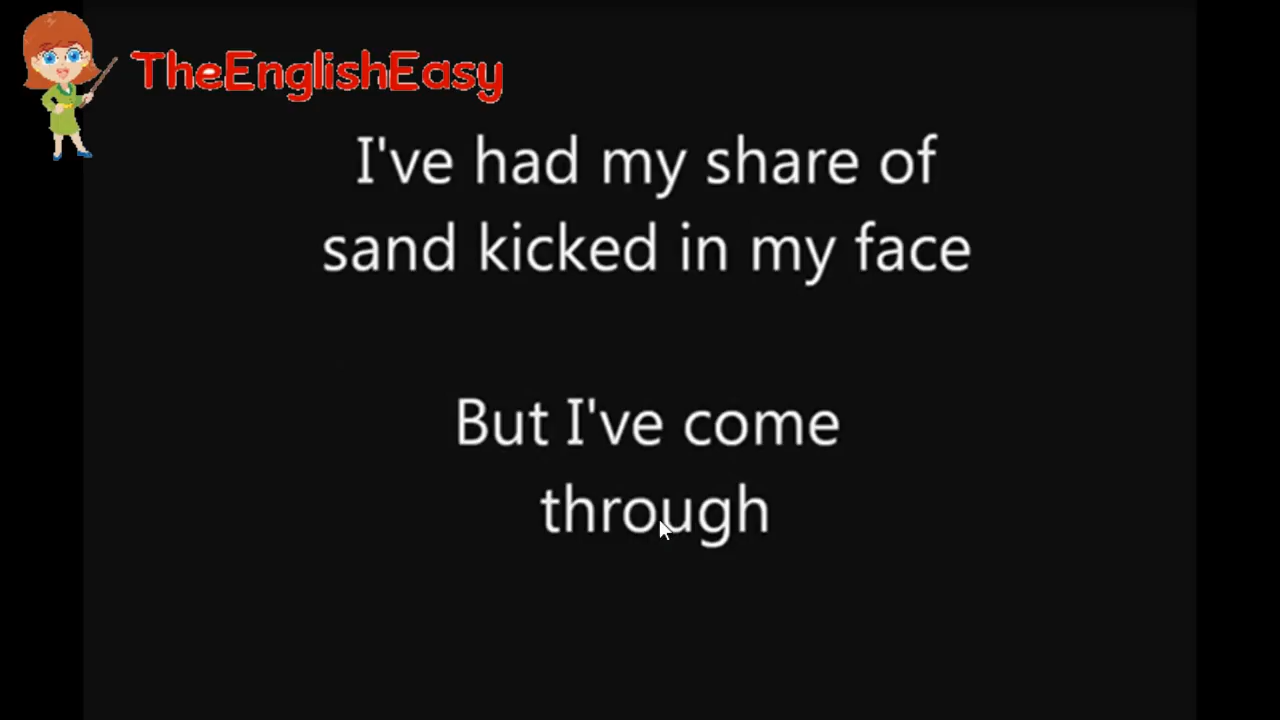 TheEnglishEasy
I've had my share of
sand kicked in my face
But I've come
through